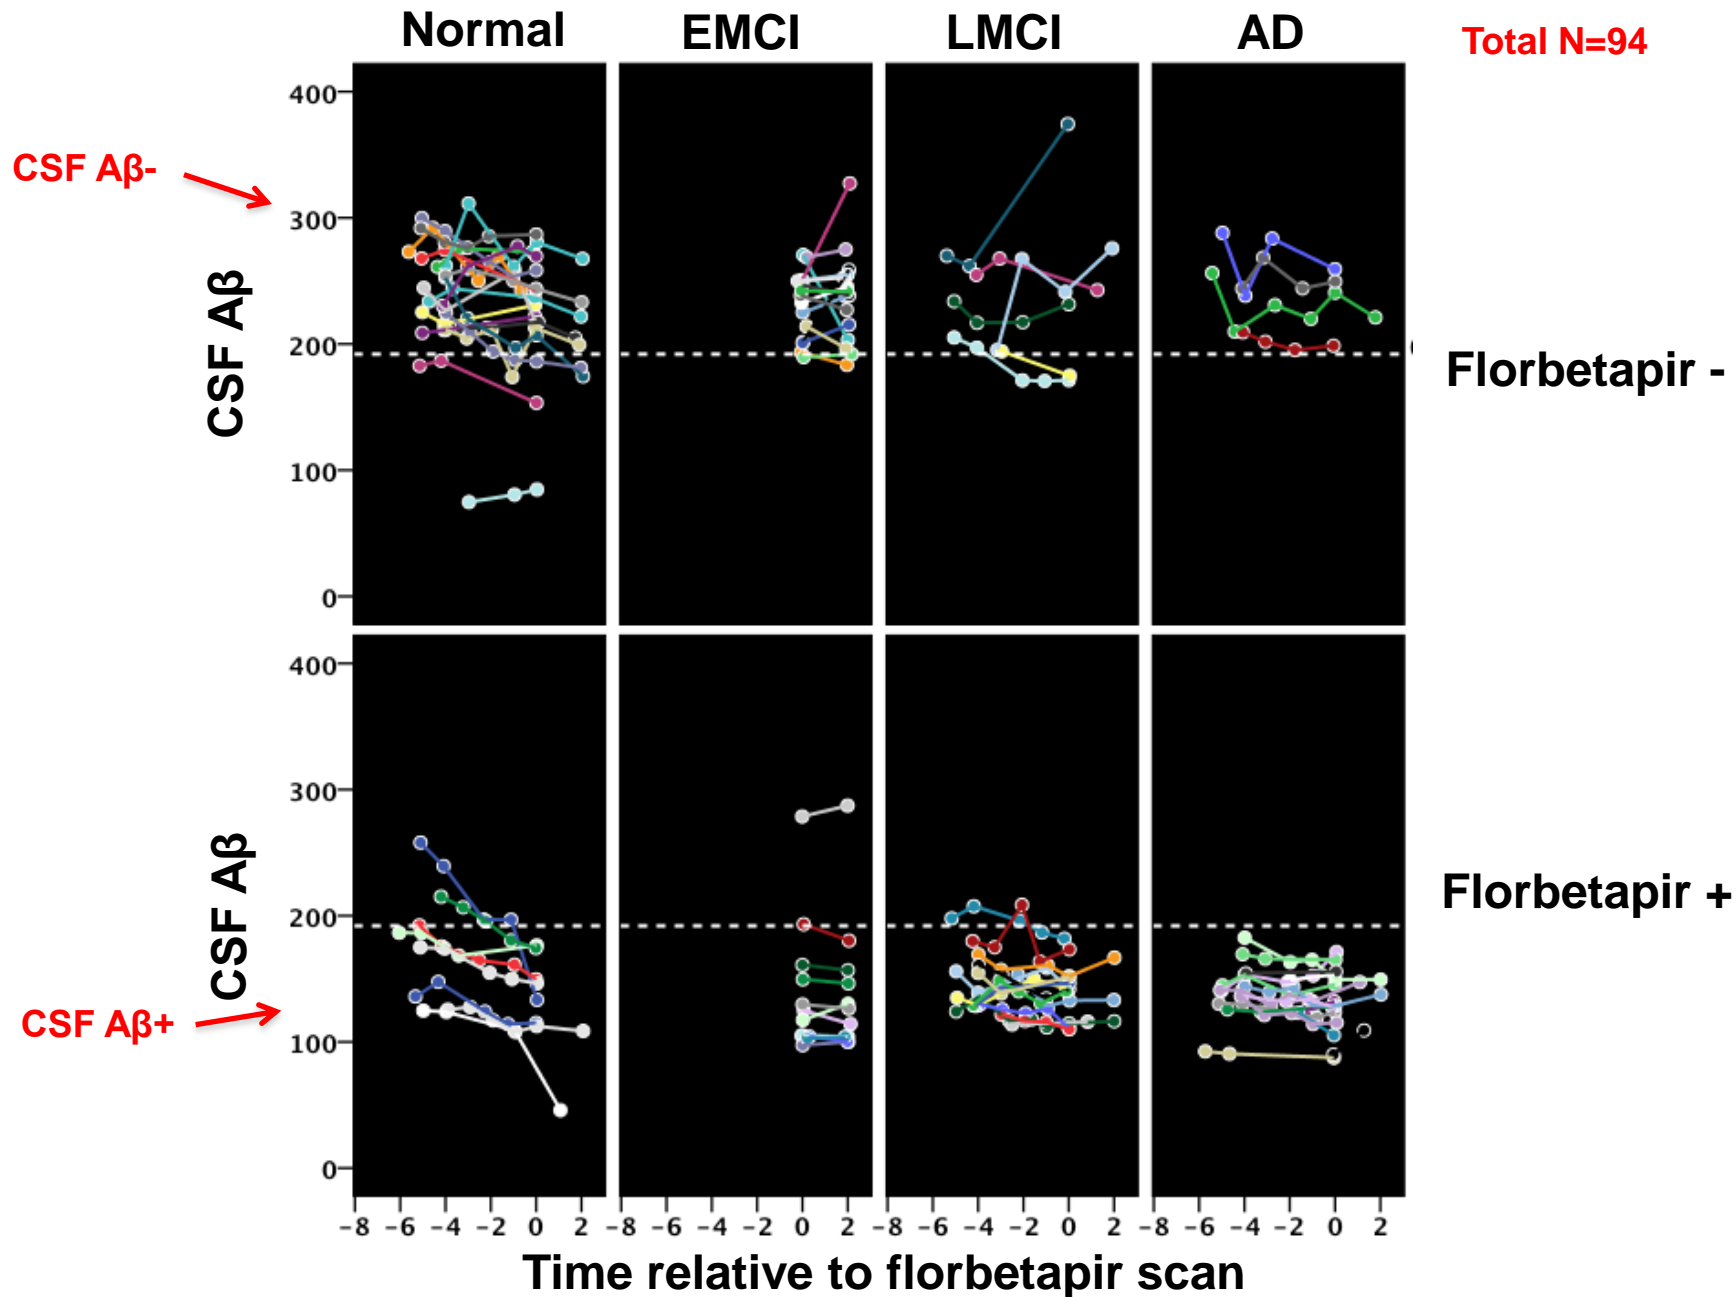 Normal EMCI LMCI AD
Total N=94
400
CSF Aβ-
300
200
100
0
CSF Aβ
Florbetapir -
400
300
200
100
0
CSF Aβ
Florbetapir +
CSF Aβ+
-8 -6 -4 -2 0 2 -8 -6 -4 -2 0 2 -8 -6 -4 -2 0 2 -8 -6 -4 -2 0 2
Time relative to florbetapir scan